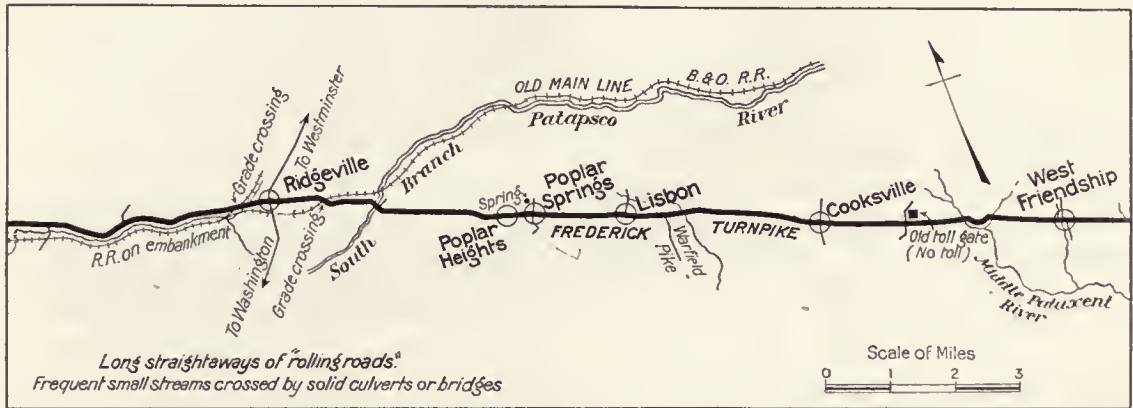 OLD MAIN LINE
B.&O. R.R.
Patapsco
River
Grade crossing
To Westminster
Ridgeville
Branch
South
Grade crossing
To Washington
R.R. on embankment
Spring
Poplar
Springs
Poplar
Heights
Lisbon
FREDERICK
TURNPIKE
Warfield
Pike
Cooksville
Old toll gate
(No toll)
West
Friendship
Middle Patuxent
River
Long straightaways of "rolling roads."
Frequent small streams crossed by solid culverts or bridges
Scale of Miles
0 1 2 3